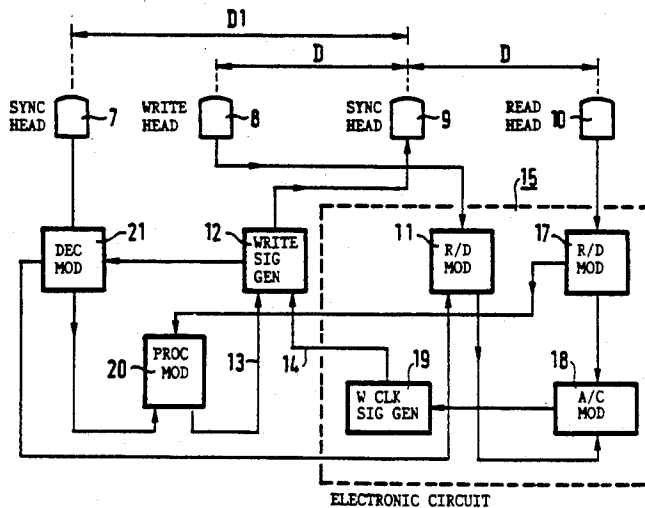 D1
D
D
SYNC HEAD
7
WRITE HEAD
8
SYNC HEAD
9
READ HEAD
10
15
21
DEC MOD
12
WRITE SIG GEN
11
R/D MOD
17
R/D MOD
PROC MOD
20
13
14
19
W CLK SIG GEN
18
A/C MOD
ELECTRONIC CIRCUIT